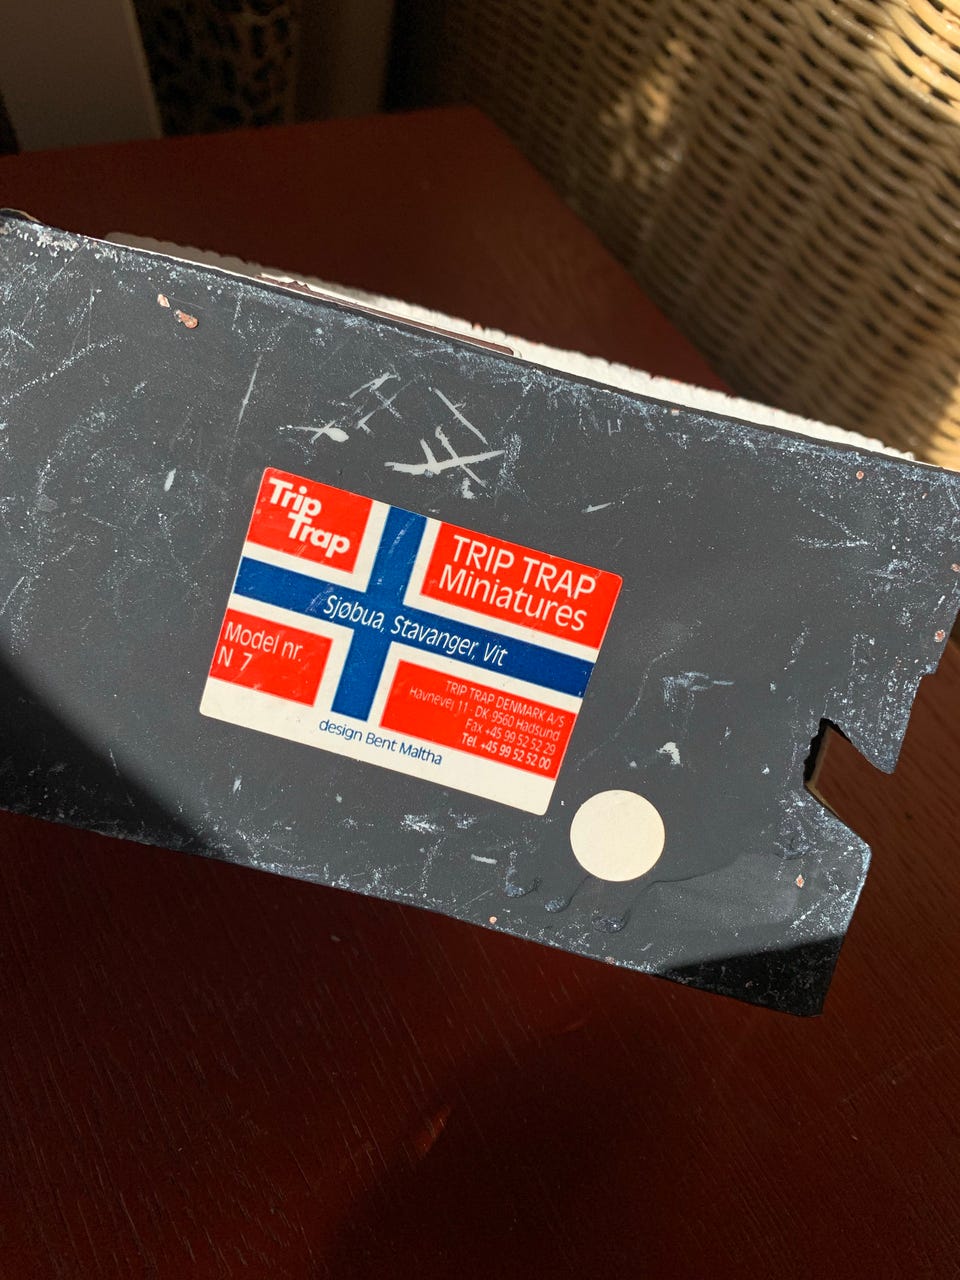 Trip
Trap
TRIP TRAP
Miniatures
Sjøbua, Stavanger, Vit
Model nr.
N 7
TRIP TRAP DENMARK A/S
Havnevej 11 - DK 9560 Hadsund
Fax +45 99 52 52 29
Tel. +45 99 52 52 00
design Bent Maltha